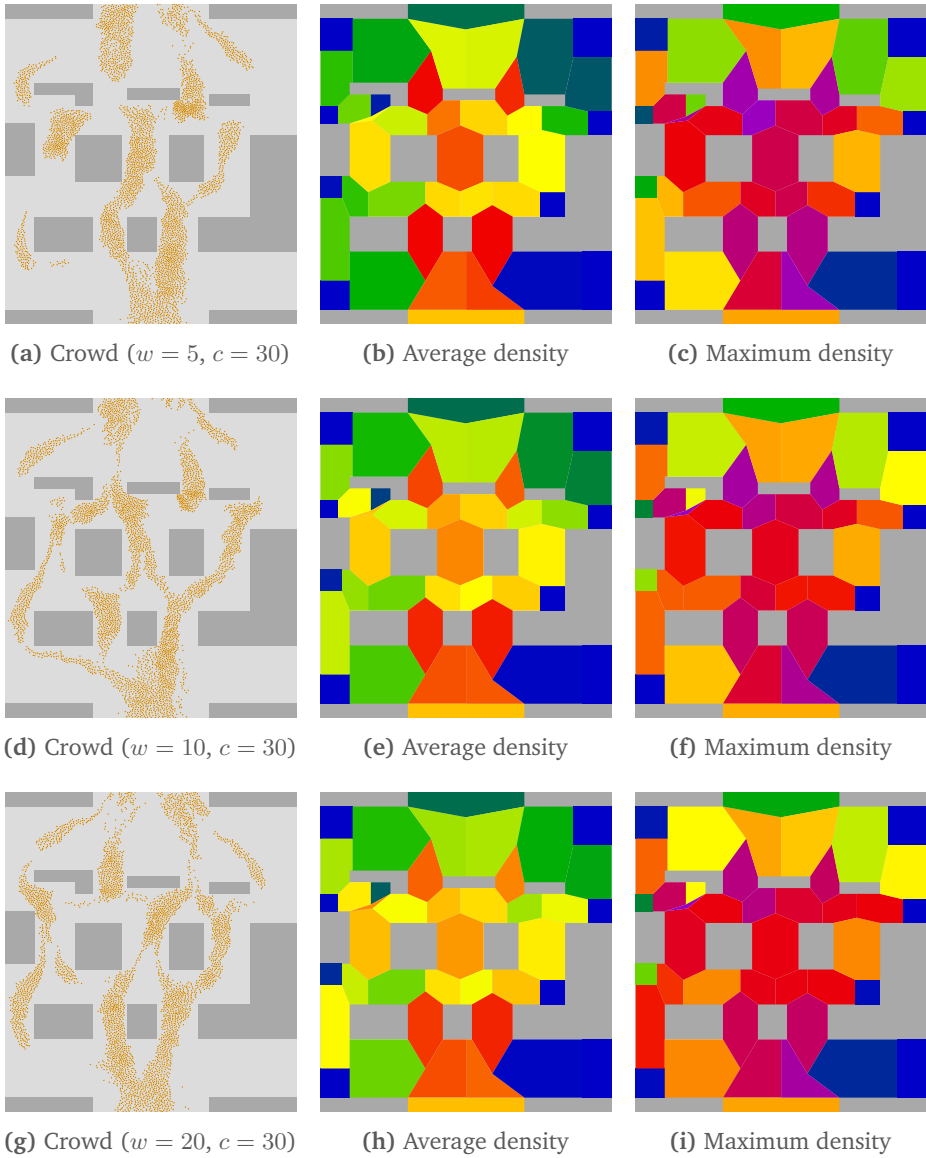 (a) Crowd (w = 5, c = 30)
(b) Average density
(c) Maximum density
(d) Crowd (w = 10, c = 30)
(e) Average density
(f) Maximum density
(g) Crowd (w = 20, c = 30)
(h) Average density
(i) Maximum density